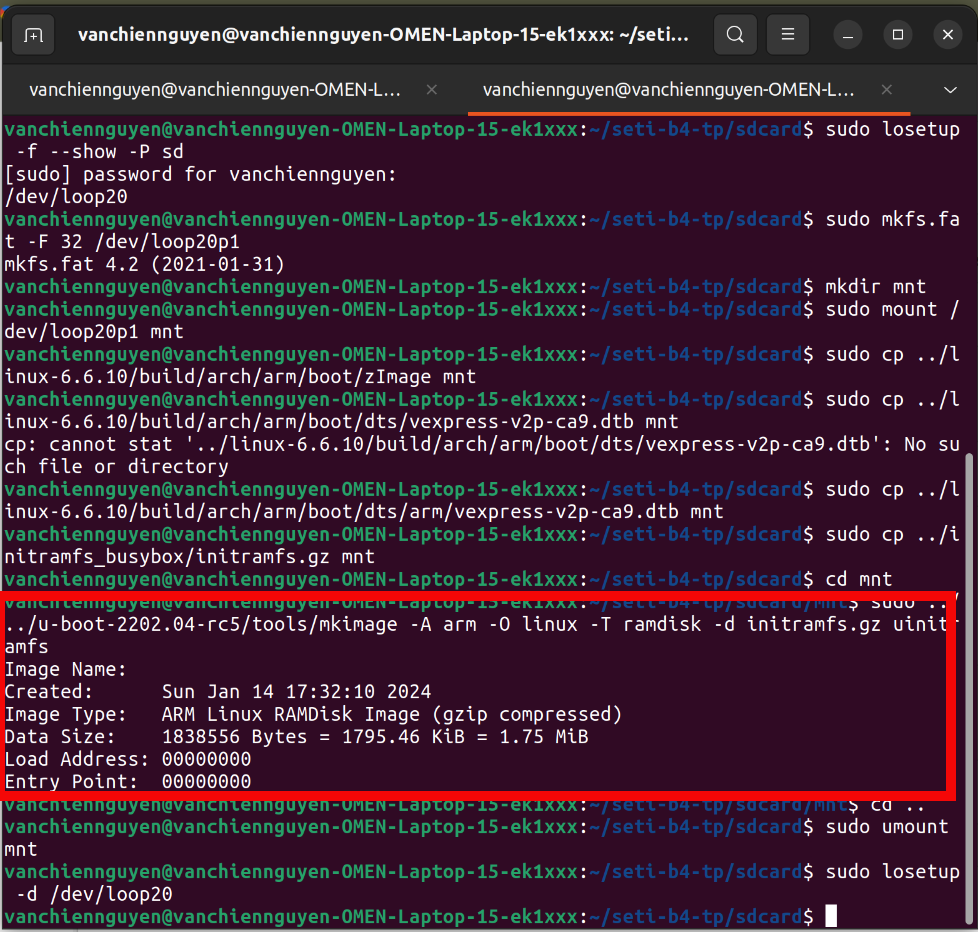 vanchiennguyen@vanchiennguyen-OMEN-Laptop-15-ek1xxx: ~/seti...
vanchiennguyen@vanchiennguyen-OMEN-L...
vanchiennguyen@vanchiennguyen-OMEN-L...
vanchiennguyen@vanchiennguyen-OMEN-Laptop-15-ek1xxx:~/seti-b4-tp/sdcard$ sudo losetup
 -f --show -P sd
[sudo] password for vanchiennguyen:
/dev/loop20
vanchiennguyen@vanchiennguyen-OMEN-Laptop-15-ek1xxx:~/seti-b4-tp/sdcard$ sudo mkfs.fa
t -F 32 /dev/loop20p1
mkfs.fat 4.2 (2021-01-31)
vanchiennguyen@vanchiennguyen-OMEN-Laptop-15-ek1xxx:~/seti-b4-tp/sdcard$ mkdir mnt
vanchiennguyen@vanchiennguyen-OMEN-Laptop-15-ek1xxx:~/seti-b4-tp/sdcard$ sudo mount /
dev/loop20p1 mnt
vanchiennguyen@vanchiennguyen-OMEN-Laptop-15-ek1xxx:~/seti-b4-tp/sdcard$ sudo cp ../l
inux-6.6.10/build/arch/arm/boot/zImage mnt
vanchiennguyen@vanchiennguyen-OMEN-Laptop-15-ek1xxx:~/seti-b4-tp/sdcard$ sudo cp ../l
inux-6.6.10/build/arch/arm/boot/dts/vexpress-v2p-ca9.dtb mnt
cp: cannot stat '../linux-6.6.10/build/arch/arm/boot/dts/vexpress-v2p-ca9.dtb': No su
ch file or directory
vanchiennguyen@vanchiennguyen-OMEN-Laptop-15-ek1xxx:~/seti-b4-tp/sdcard$ sudo cp ../l
inux-6.6.10/build/arch/arm/boot/dts/arm/vexpress-v2p-ca9.dtb mnt
vanchiennguyen@vanchiennguyen-OMEN-Laptop-15-ek1xxx:~/seti-b4-tp/sdcard$ sudo cp ../i
nitramfs_busybox/initramfs.gz mnt
vanchiennguyen@vanchiennguyen-OMEN-Laptop-15-ek1xxx:~/seti-b4-tp/sdcard$ cd mnt
vanchiennguyen@vanchiennguyen-OMEN-Laptop-15-ek1xxx:~/seti-b4-tp/sdcard/mnt$ sudo ../
../u-boot-2202.04-rc5/tools/mkimage -A arm -O linux -T ramdisk -d initramfs.gz uinitr
amfs
Image Name:
Created:      Sun Jan 14 17:32:10 2024
Image Type:   ARM Linux RAMDisk Image (gzip compressed)
Data Size:    1838556 Bytes = 1795.46 KiB = 1.75 MiB
Load Address: 00000000
Entry Point:  00000000
vanchiennguyen@vanchiennguyen-OMEN-Laptop-15-ek1xxx:~/seti-b4-tp/sdcard/mnt$ cd ..
vanchiennguyen@vanchiennguyen-OMEN-Laptop-15-ek1xxx:~/seti-b4-tp/sdcard$ sudo umount
mnt
vanchiennguyen@vanchiennguyen-OMEN-Laptop-15-ek1xxx:~/seti-b4-tp/sdcard$ sudo losetup
 -d /dev/loop20
vanchiennguyen@vanchiennguyen-OMEN-Laptop-15-ek1xxx:~/seti-b4-tp/sdcard$